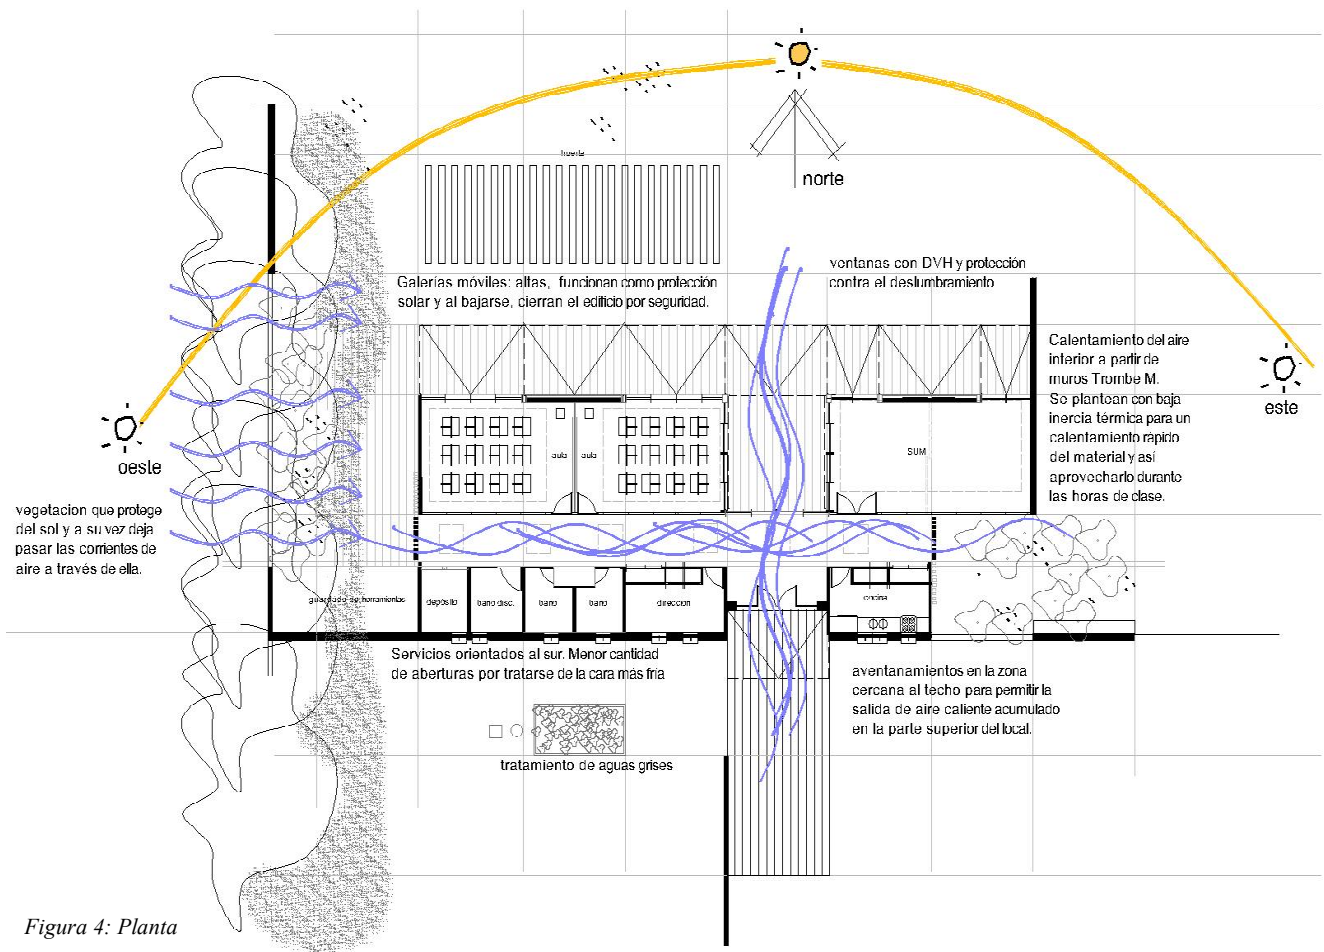 norte
huerta
Galerías móviles: altas, funcionan como protección
solar y al bajarse, cierran el edificio por seguridad.
ventanas con DVH y protección
contra el deslumbramiento
Calentamiento del aire
interior a partir de
muros Trombe M.
Se plantean con baja
inercia térmica para un
calentamiento rápido
del material y así
aprovecharlo durante
las horas de clase.
este
oeste
vegetacion que protege
del sol y a su vez deja
pasar las corrientes de
aire a través de ella.
aula
aula
SUM
guardado de herramientas
depósito
baño disc.
baño
baño
direccion
cocina
Servicios orientados al sur. Menor cantidad
de aberturas por tratarse de la cara más fría
aventanamientos en la zona
cercana al techo para permitir la
salida de aire caliente acumulado
en la parte superior del local.
tratamiento de aguas grises
Figura 4: Planta